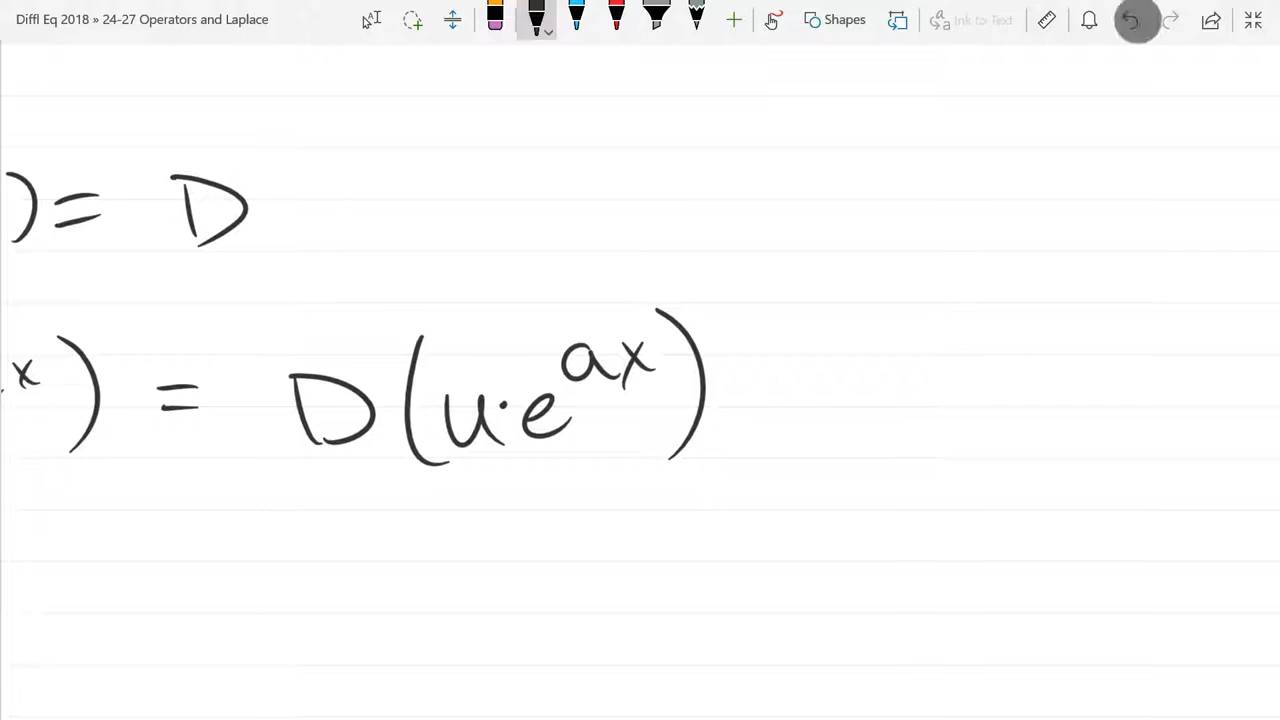 Diffl Eq 2018 » 24-27 Operators and Laplace
Shapes
Ink to Text
) = D
x) = D(u·e^{ax})